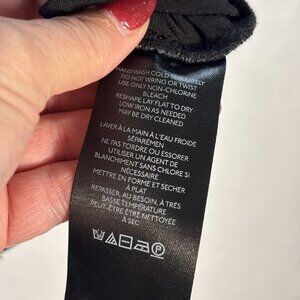 HAND WASH COLD SEPARATELY
DO NOT WRING OR TWIST
USE ONLY NON-CHLORINE
BLEACH
RESHAPE LAY FLAT TO DRY
LOW IRON AS NEEDED
MAY BE DRY CLEANED
LAVER À LA MAIN À L'EAU FROIDE
SÉPARÉMEN
NE PAS TORDRE OU ESSORER
UTILISER UN AGENT DE
BLANCHIMENT SANS CHLORE SI
NÉCESSAIRE
METTRE EN FORME ET SÉCHER
À PLAT
REPASSER, AU BESOIN, À TRÈS
BASSE TEMPÉRATURE
PEUT-ÊTRE ÊTRE NETTOYÉE
À SEC